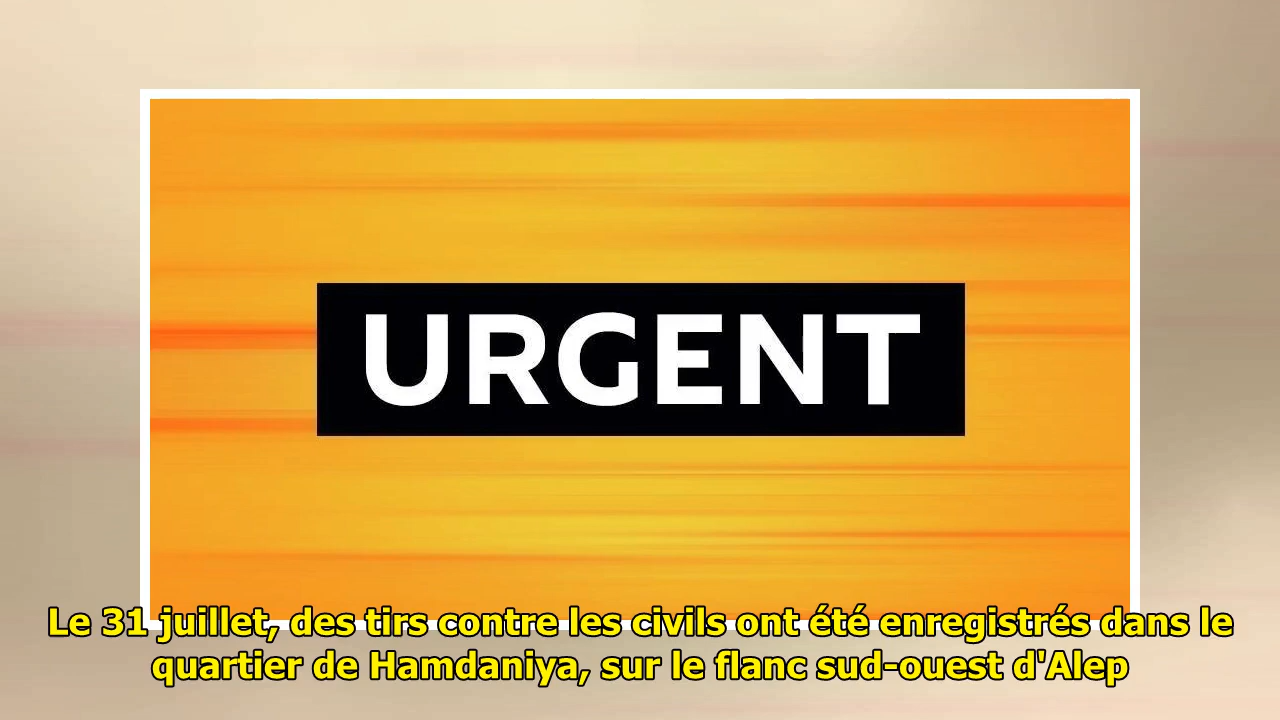 URGENT
Le 31 juillet, des tirs contre les civils ont été enregistrés dans le
quartier de Hamdaniya, sur le flanc sud-ouest d'Alep